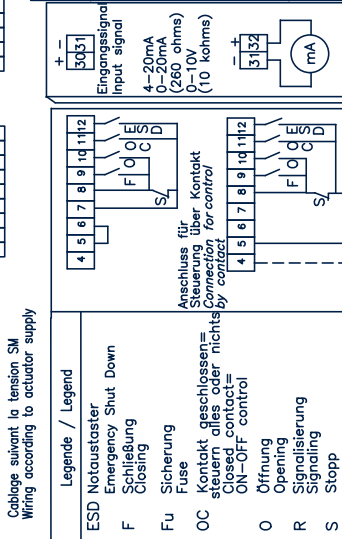 Cablage suivant la tension SM
Wiring according to actuator supply
Legende / Legend
ESD Notaustaster
Emergency Shut Down
F Schließung
Closing
Fu Sicherung
Fuse
OC Kontakt geschlossen=
steuern alles oder nichts
Closed contact=
ON-OFF control
O Öffnung
Opening
R Signalisierung
Signaling
S Stopp
4 5 6 7 8 9 10 11 12
S F O O C E S D
Anschluss für
Steuerung über Kontakt
Connection for control
by contact
4 5 6 7 8 9 10 11 12
S F O O C E S D
+ -
30 31
Eingangssignal
Input signal
4-20mA
0-20mA
(260 ohms)
0-10V
(10 kohms)
- +
31 32
mA